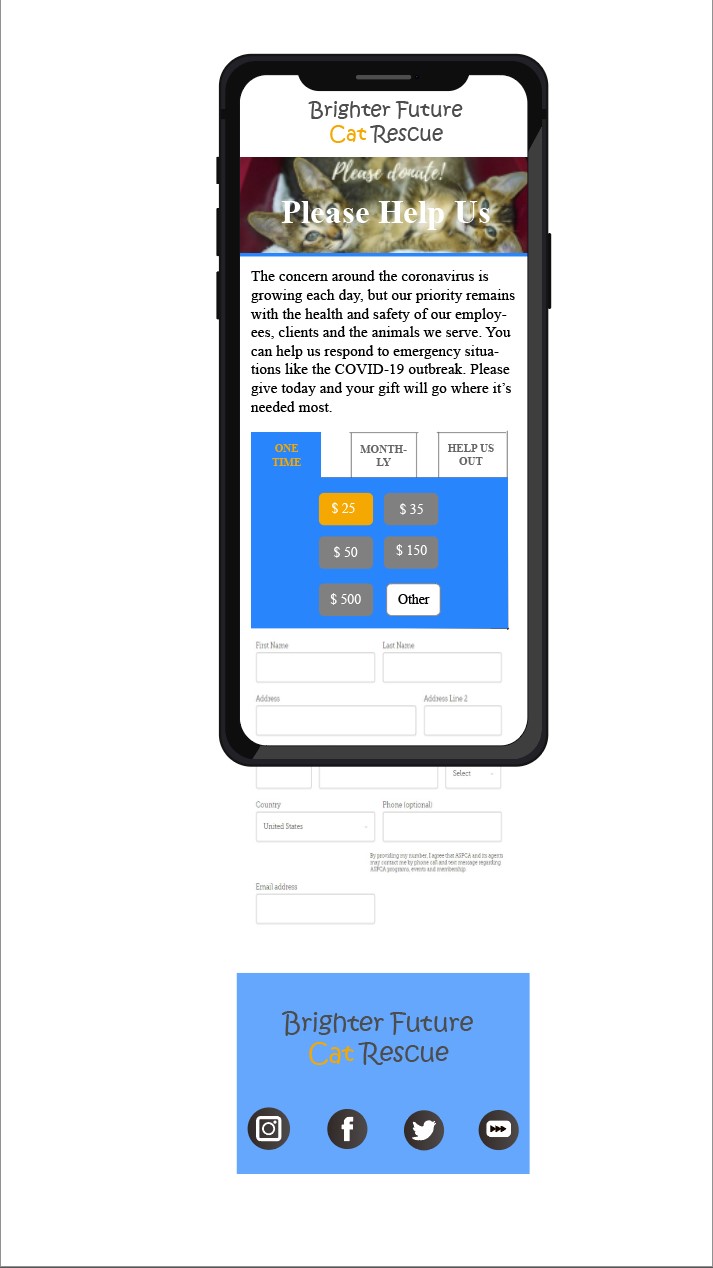 Brighter Future
Cat Rescue
Please donate!
Please Help Us
The concern around the coronavirus is
growing each day, but our priority remains
with the health and safety of our employ-
ees, clients and the animals we serve. You
can help us respond to emergency situa-
tions like the COVID-19 outbreak. Please
give today and your gift will go where it’s
needed most.
ONE
TIME
MONTH-
LY
HELP US
OUT
$ 25
$ 35
$ 50
$ 150
$ 500
Other
First Name
Last Name
Address
Address Line 2
Select
Country
Phone (optional)
United States
By providing my number, I agree that ASPCA and its agents
may contact me by phone call and text message regarding
ASPCA programs, events and membership
Email address
Brighter Future
Cat Rescue